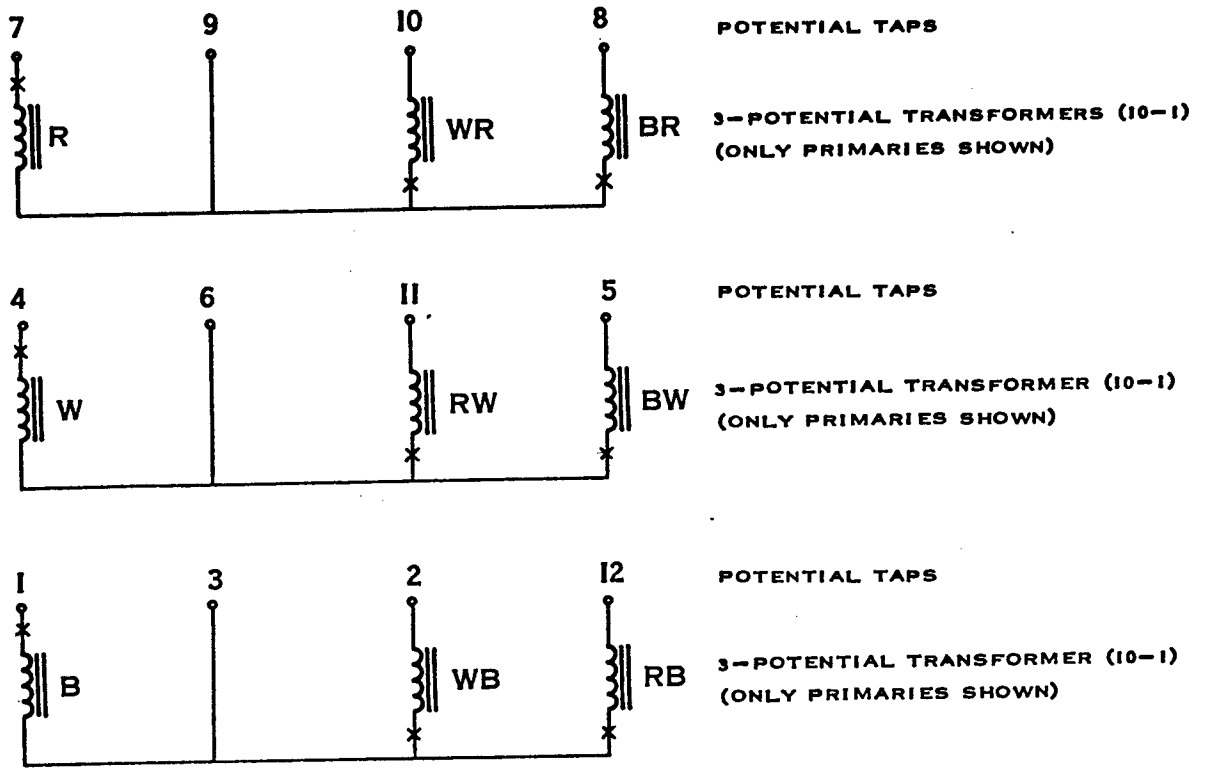 7 9 10 8 POTENTIAL TAPS
R WR BR 3-POTENTIAL TRANSFORMERS (10-1)
(ONLY PRIMARIES SHOWN)
4 6 11 5 POTENTIAL TAPS
W RW BW 3-POTENTIAL TRANSFORMER (10-1)
(ONLY PRIMARIES SHOWN)
1 3 2 12 POTENTIAL TAPS
B WB RB 3-POTENTIAL TRANSFORMER (10-1)
(ONLY PRIMARIES SHOWN)